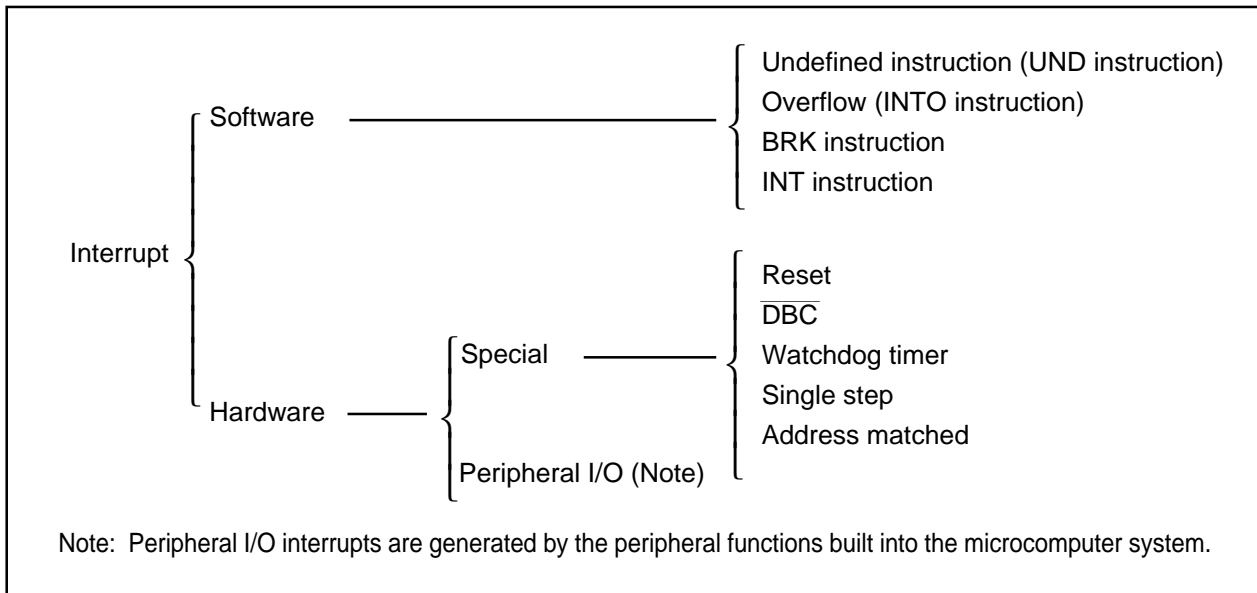 Interrupt
Software
Undefined instruction (UND instruction)
Overflow (INTO instruction)
BRK instruction
INT instruction
Hardware
Special
Reset
DBC
Watchdog timer
Single step
Address matched
Peripheral I/O (Note)
Note: Peripheral I/O interrupts are generated by the peripheral functions built into the microcomputer system.